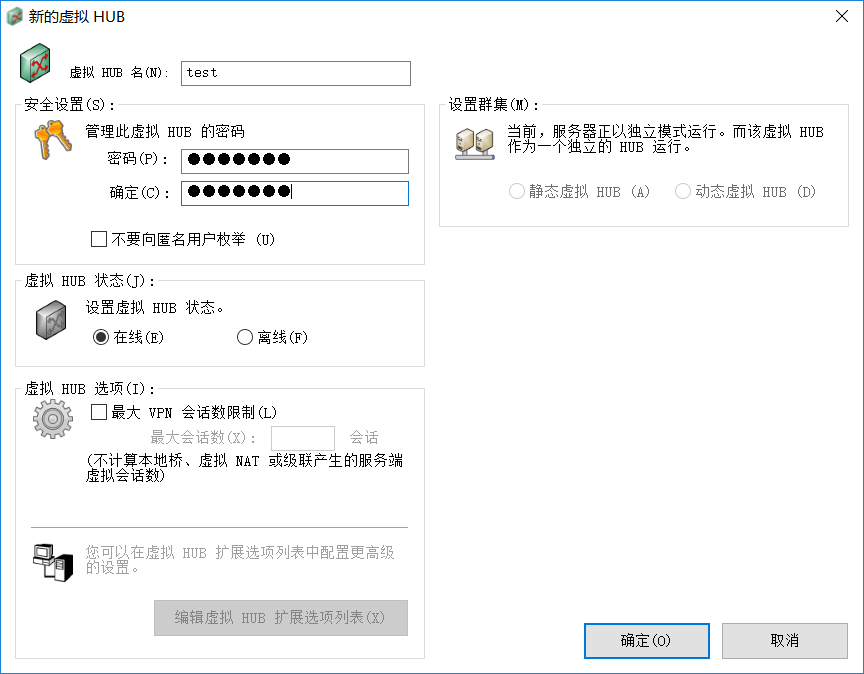 新的虚拟 HUB
虚拟 HUB 名(N):
test
安全设置(S):
管理此虚拟 HUB 的密码
密码(P):
●●●●●●●
确定(C):
●●●●●●●
不要向匿名用户枚举 (U)
虚拟 HUB 状态(J):
设置虚拟 HUB 状态。
在线(E)
离线(F)
虚拟 HUB 选项(I):
最大 VPN 会话数限制(L)
最大会话数(X):
会话
(不计算本地桥、虚拟 NAT 或级联产生的服务端
虚拟会话数)
您可以在虚拟 HUB 扩展选项列表中配置更高级
的设置。
编辑虚拟 HUB 扩展选项列表(X)
设置群集(M):
当前,服务器正以独立模式运行。而该虚拟 HUB
作为一个独立的 HUB 运行。
静态虚拟 HUB (A)
动态虚拟 HUB (D)
确定(O)
取消